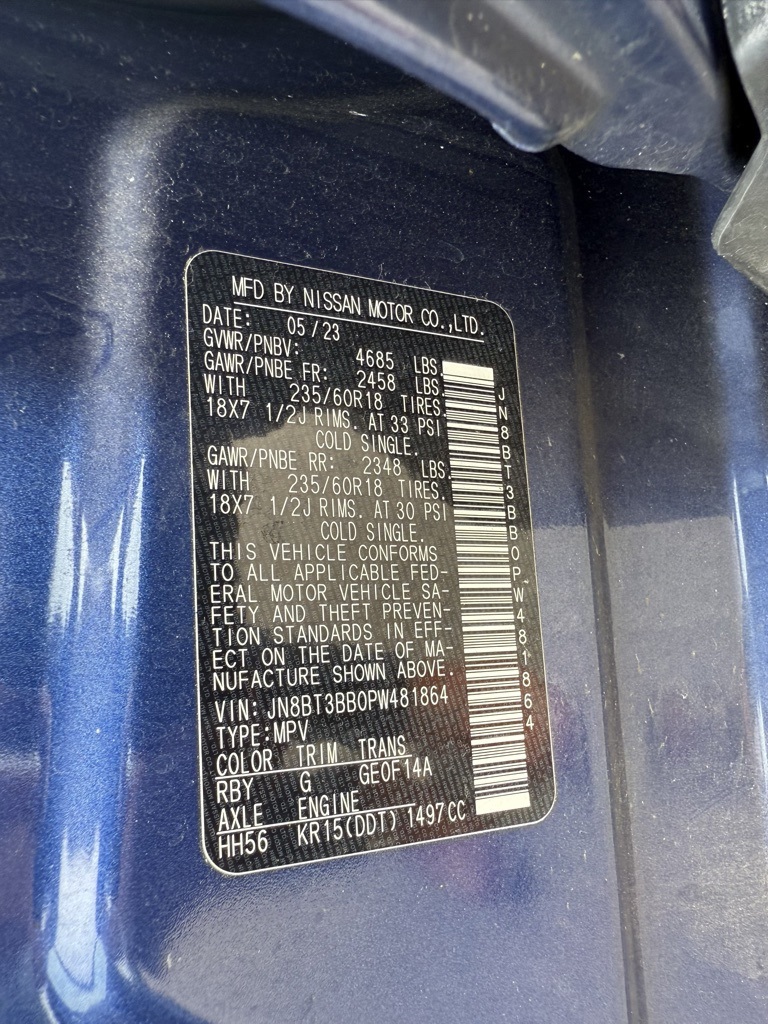 MFD BY NISSAN MOTOR CO.,LTD.
DATE: 05/23
GVWR/PNBV: 4685 LBS.
GAWR/PNBE FR: 2458 LBS.
WITH 235/60R18 TIRES.
18X7 1/2J RIMS. AT 33 PSI
COLD SINGLE.
GAWR/PNBE RR: 2348 LBS.
WITH 235/60R18 TIRES.
18X7 1/2J RIMS. AT 30 PSI
COLD SINGLE.
THIS VEHICLE CONFORMS
TO ALL APPLICABLE FED-
ERAL MOTOR VEHICLE SA-
FETY AND THEFT PREVEN-
TION STANDARDS IN EFF-
ECT ON THE DATE OF MA-
NUFACTURE SHOWN ABOVE.
VIN: JN8BT3BB0PW481864
TYPE:MPV
COLOR TRIM TRANS
RBY G GE0F14A
AXLE ENGINE
HH56 KR15(DDT) 1497CC
JN8BT3BB0PW481864